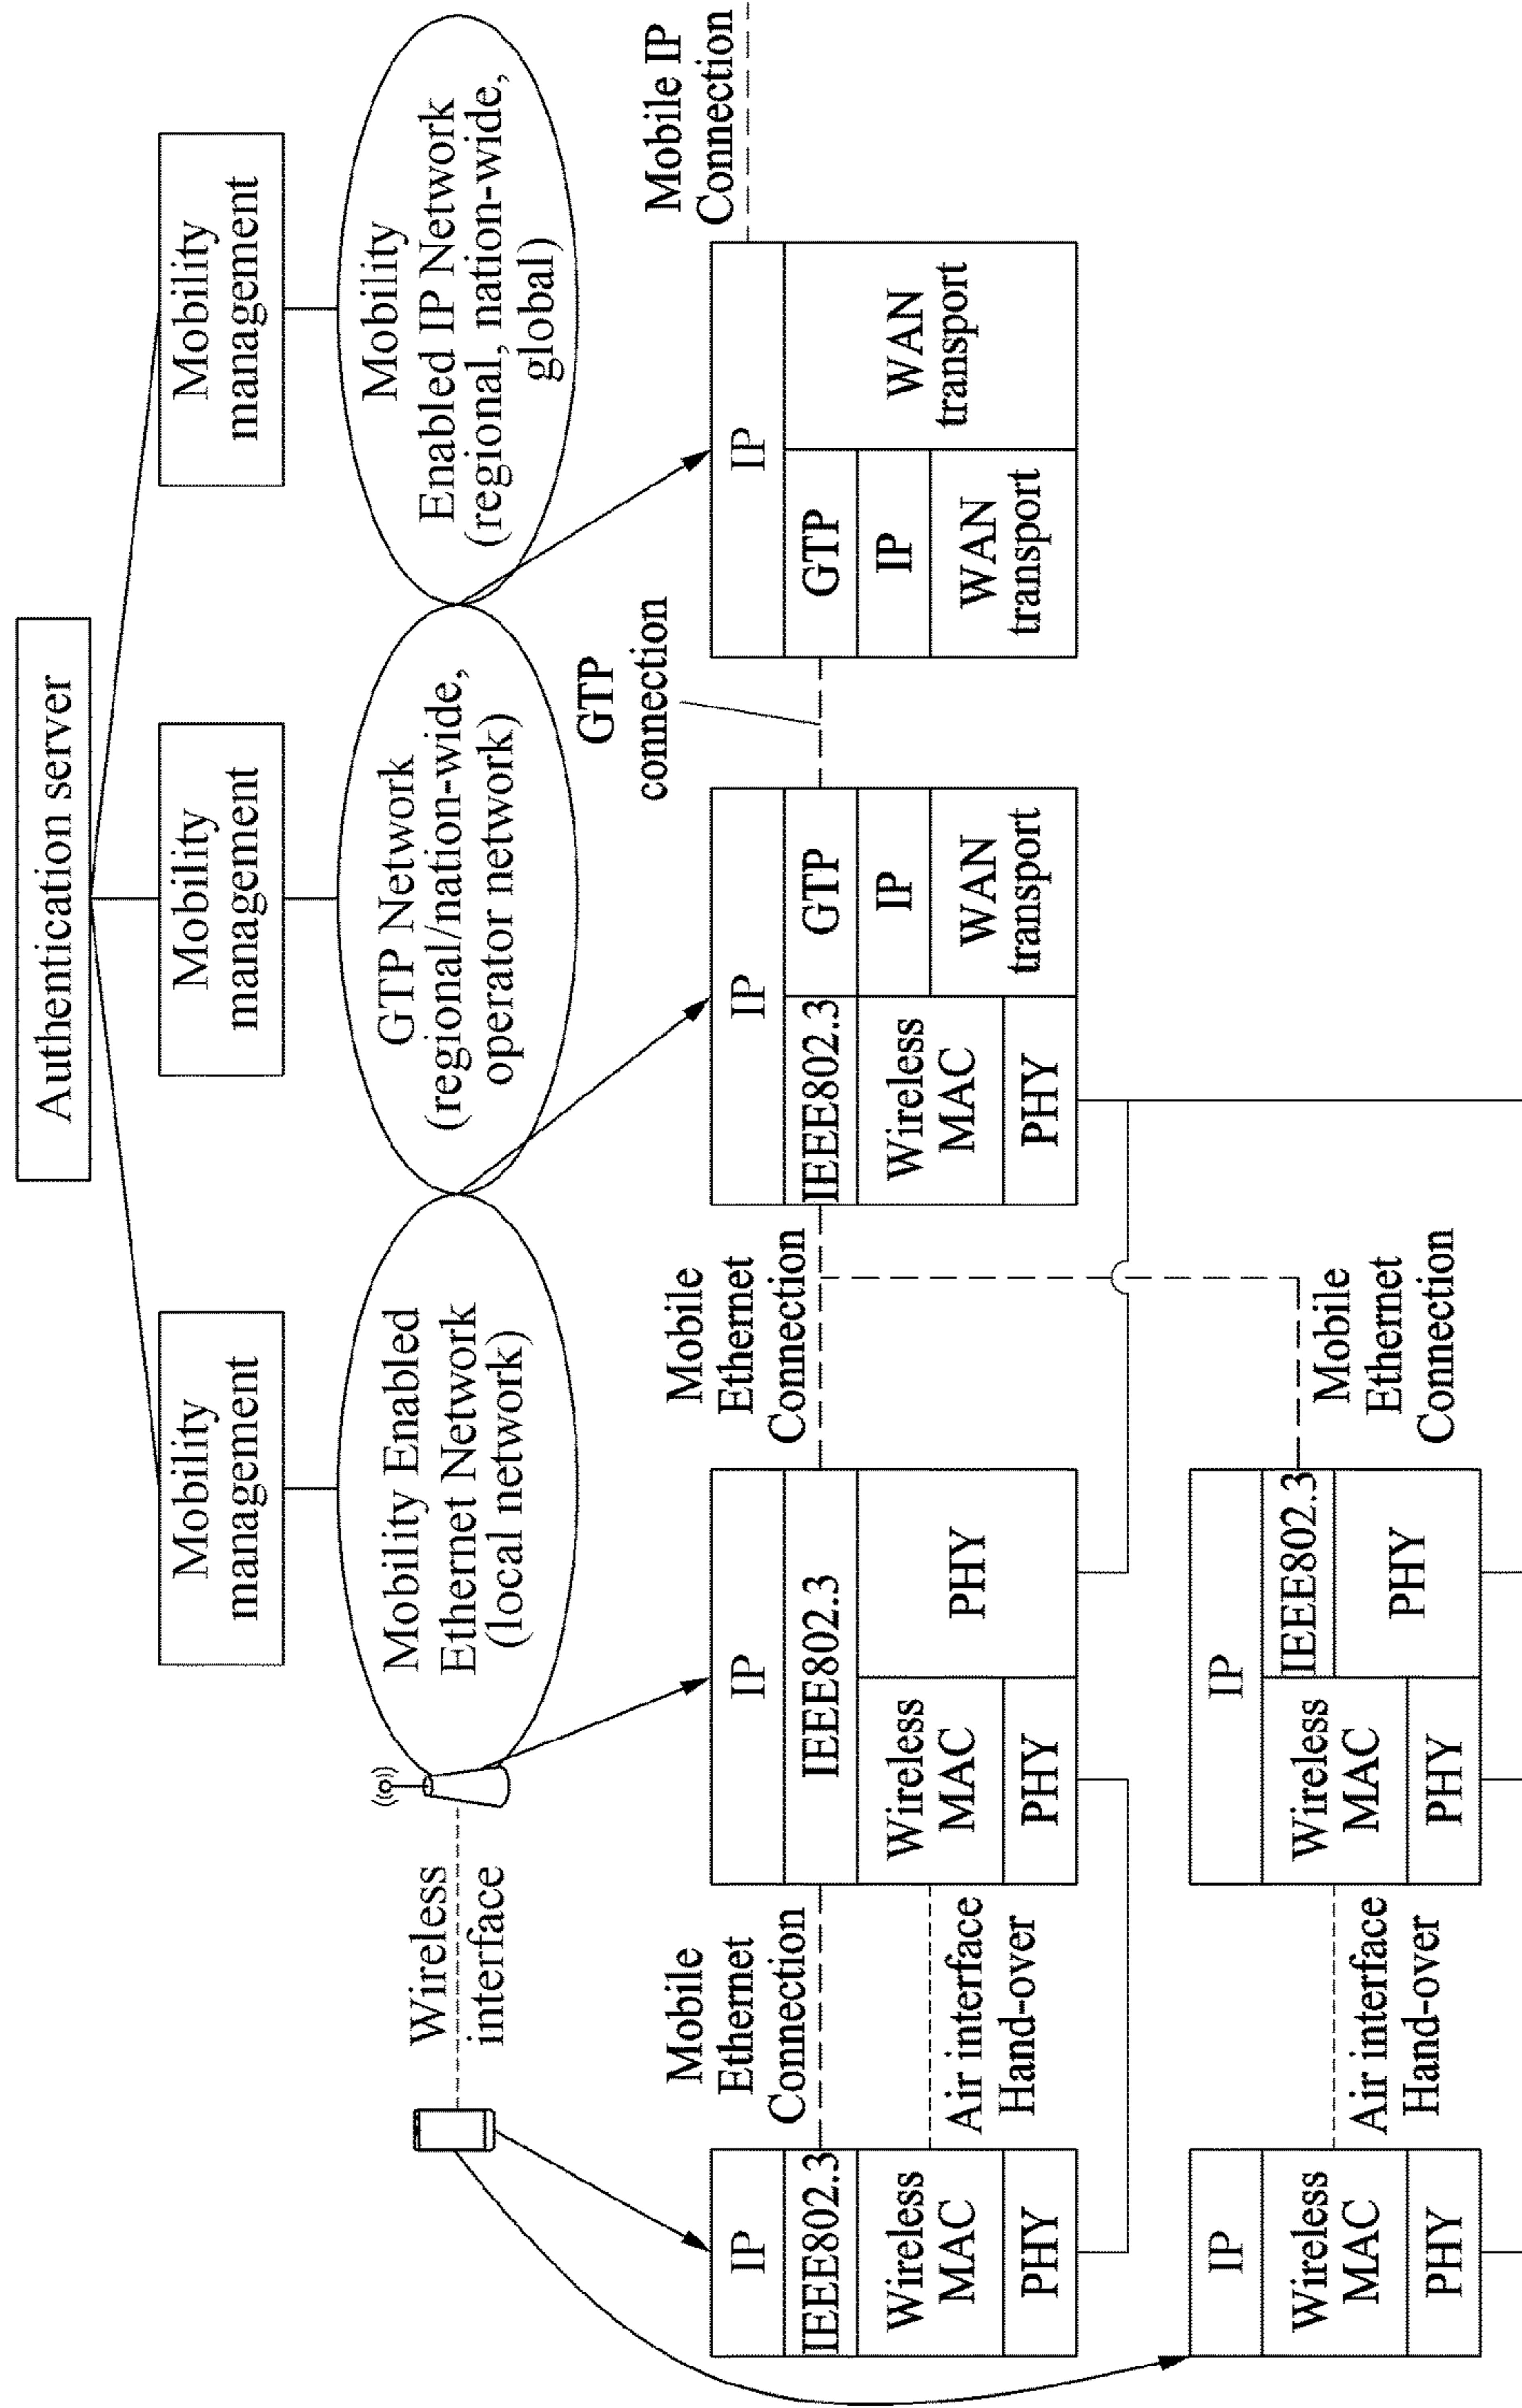 Authentication server
Mobility
management
Mobility
management
Mobility
management
Wireless
interface
Mobility Enabled
Ethernet Network
(local network)
GTP Network
(regional/nation-wide,
operator network)
Mobility
Enabled IP Network
(regional, nation-wide,
global)
Mobile
Ethernet
Connection
Mobile
Ethernet
Connection
GTP
connection
Mobile IP
Connection
IP
IEEE802.3
Wireless
MAC
PHY
Air interface
Hand-over
IP
IEEE802.3
Wireless
MAC
PHY
PHY
IP
IEEE802.3
Wireless
MAC
PHY
GTP
IP
WAN
transport
IP
GTP
IP
WAN
transport
WAN
transport
IP
Wireless
MAC
PHY
Air interface
Hand-over
IP
Wireless
MAC
PHY
IEEE802.3
PHY
Mobile
Ethernet
Connection